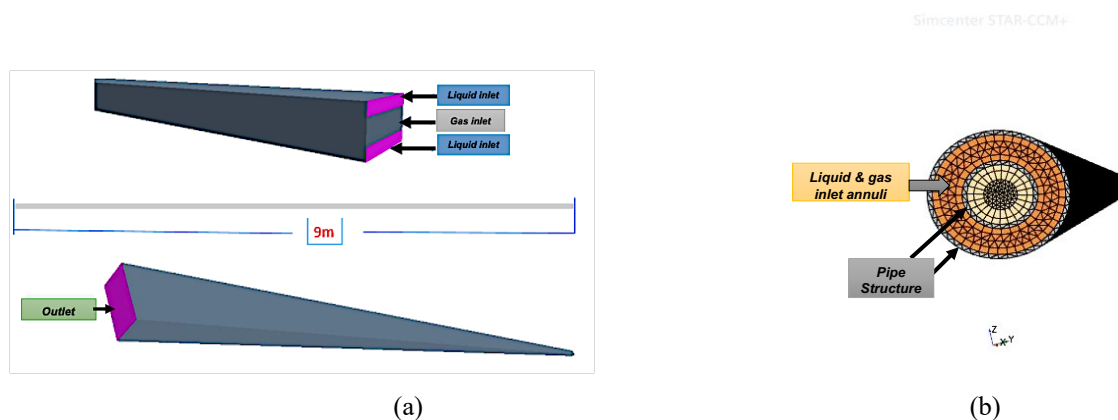 Simcenter STAR-CCM+
Liquid inlet
Gas inlet
Liquid inlet
9m
Outlet
Liquid & gas
inlet annuli
Pipe
Structure
Z
X
Y
(a)
(b)